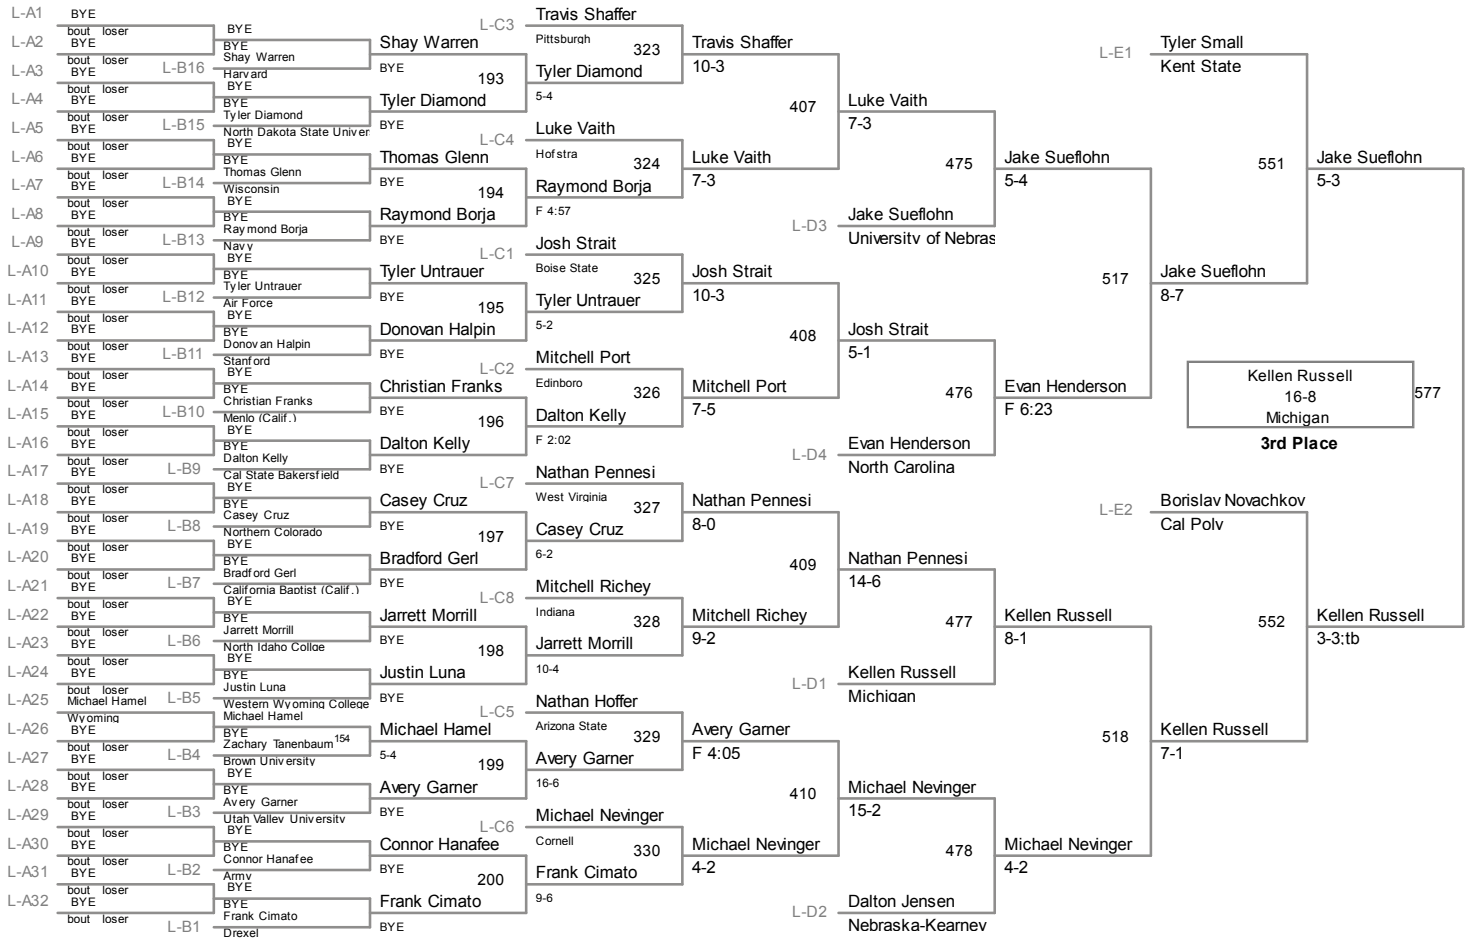 L-A1 BYE
bout loser
L-A2 BYE
bout loser
L-A3 BYE
bout loser
L-A4 BYE
bout loser
L-A5 BYE
bout loser
L-A6 BYE
bout loser
L-A7 BYE
bout loser
L-A8 BYE
bout loser
L-A9 BYE
bout loser
L-A10 BYE
bout loser
L-A11 BYE
bout loser
L-A12 BYE
bout loser
L-A13 BYE
bout loser
L-A14 BYE
bout loser
L-A15 BYE
bout loser
L-A16 BYE
bout loser
L-A17 BYE
bout loser
L-A18 BYE
bout loser
L-A19 BYE
bout loser
L-A20 BYE
bout loser
L-A21 BYE
bout loser
L-A22 BYE
bout loser
L-A23 BYE
bout loser
L-A24 BYE
bout loser
L-A25 Michael Hamel
Wyoming
L-A26 BYE
bout loser
L-A27 BYE
bout loser
L-A28 BYE
bout loser
L-A29 BYE
bout loser
L-A30 BYE
bout loser
L-A31 BYE
bout loser
L-A32 BYE
bout loser
BYE
BYE
L-B16 Shay Warren
Harvard
BYE
BYE
L-B15 Tyler Diamond
North Dakota State Univer
BYE
BYE
L-B14 Thomas Glenn
Wisconsin
BYE
BYE
L-B13 Raymond Borja
Navy
BYE
BYE
L-B12 Tyler Untrauer
Air Force
BYE
BYE
L-B11 Donovan Halpin
Stanford
BYE
BYE
L-B10 Christian Franks
Menlo (Calif.)
BYE
BYE
L-B9 Dalton Kelly
Cal State Bakersfield
BYE
BYE
L-B8 Casey Cruz
Northern Colorado
BYE
BYE
L-B7 Bradford Gerl
California Baptist (Calif.)
BYE
BYE
L-B6 Jarrett Morrill
North Idaho Collge
BYE
BYE
L-B5 Justin Luna
Western Wyoming College
Michael Hamel
BYE
L-B4 Zachary Tanenbaum 154
Brown University
BYE
BYE
L-B3 Avery Garner
Utah Valley University
BYE
BYE
L-B2 Connor Hanafee
Army
BYE
BYE
L-B1 Frank Cimato
Drexel
Shay Warren
BYE
193
Tyler Diamond
BYE
Thomas Glenn
BYE
194
Raymond Borja
BYE
Tyler Untrauer
BYE
195
Donovan Halpin
BYE
Christian Franks
BYE
196
Dalton Kelly
BYE
Casey Cruz
BYE
197
Bradford Gerl
BYE
Jarrett Morrill
BYE
198
Justin Luna
BYE
Michael Hamel
5-4
199
Avery Garner
BYE
Connor Hanafee
BYE
200
Frank Cimato
BYE
L-C3 Travis Shaffer
Pittsburgh
323
Tyler Diamond
5-4
L-C4 Luke Vaith
Hofstra
324
Raymond Borja
F 4:57
L-C1 Josh Strait
Boise State
325
Tyler Untrauer
5-2
L-C2 Mitchell Port
Edinboro
326
Dalton Kelly
F 2:02
L-C7 Nathan Pennesi
West Virginia
327
Casey Cruz
6-2
L-C8 Mitchell Richey
Indiana
328
Jarrett Morrill
10-4
L-C5 Nathan Hoffer
Arizona State
329
Avery Garner
16-6
L-C6 Michael Nevinger
Cornell
330
Frank Cimato
9-6
Travis Shaffer
10-3
407
Luke Vaith
7-3
Josh Strait
10-3
408
Mitchell Port
7-5
Nathan Pennesi
8-0
409
Mitchell Richey
9-2
Avery Garner
F 4:05
410
Michael Nevinger
4-2
Luke Vaith
7-3
475
L-D3 Jake Sueflohn
University of Nebras
Josh Strait
5-1
476
L-D4 Evan Henderson
North Carolina
Nathan Pennesi
14-6
477
L-D1 Kellen Russell
Michigan
Michael Nevinger
15-2
478
L-D2 Dalton Jensen
Nebraska-Kearney
Jake Sueflohn
5-4
517
Evan Henderson
F 6:23
Kellen Russell
8-1
518
Michael Nevinger
4-2
L-E1 Tyler Small
Kent State
551
Jake Sueflohn
8-7
L-E2 Borislav Novachkov
Cal Poly
552
Kellen Russell
7-1
Jake Sueflohn
5-3
Kellen Russell
16-8
Michigan
577
3rd Place
Kellen Russell
3-3;tb